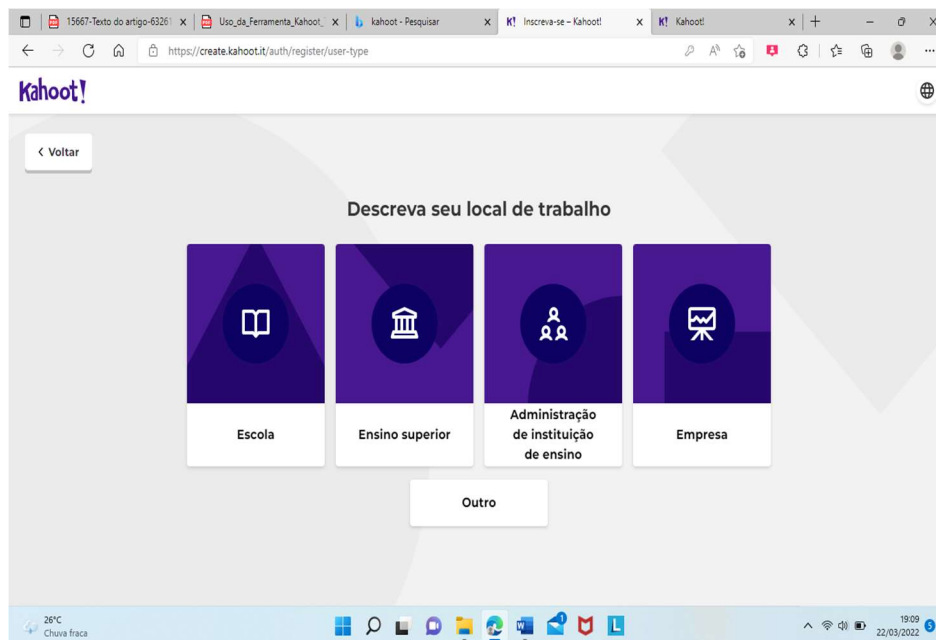 15667-Texto do artigo-63261
Uso_da_Ferramenta_Kahoot_
kahoot - Pesquisar
K! Inscreva-se – Kahoot!
K! Kahoot!
https://create.kahoot.it/auth/register/user-type
Kahoot!
Voltar
Descreva seu local de trabalho
Escola
Ensino superior
Administração
de instituição
de ensino
Empresa
Outro
26°C
Chuva fraca
19:09
22/03/2022
5